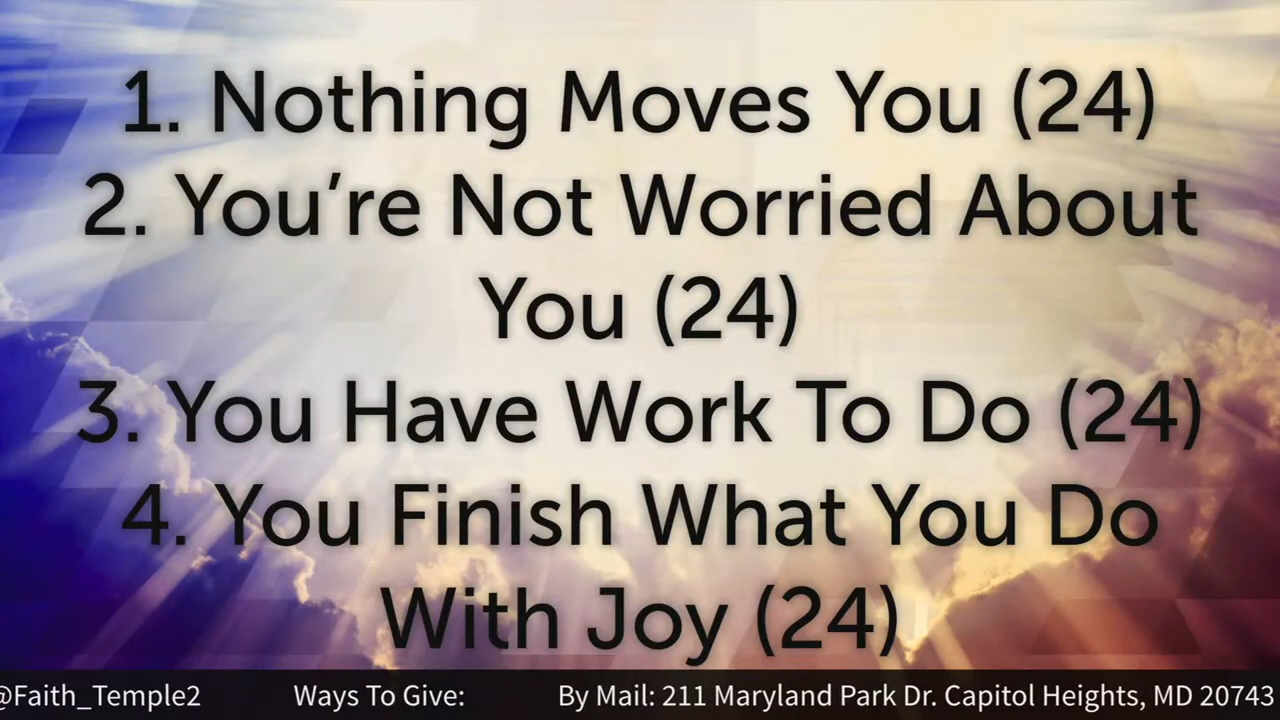 1. Nothing Moves You (24)
2. You’re Not Worried About
You (24)
3. You Have Work To Do (24)
4. You Finish What You Do
With Joy (24)
@Faith_Temple2 Ways To Give: By Mail: 211 Maryland Park Dr. Capitol Heights, MD 20743